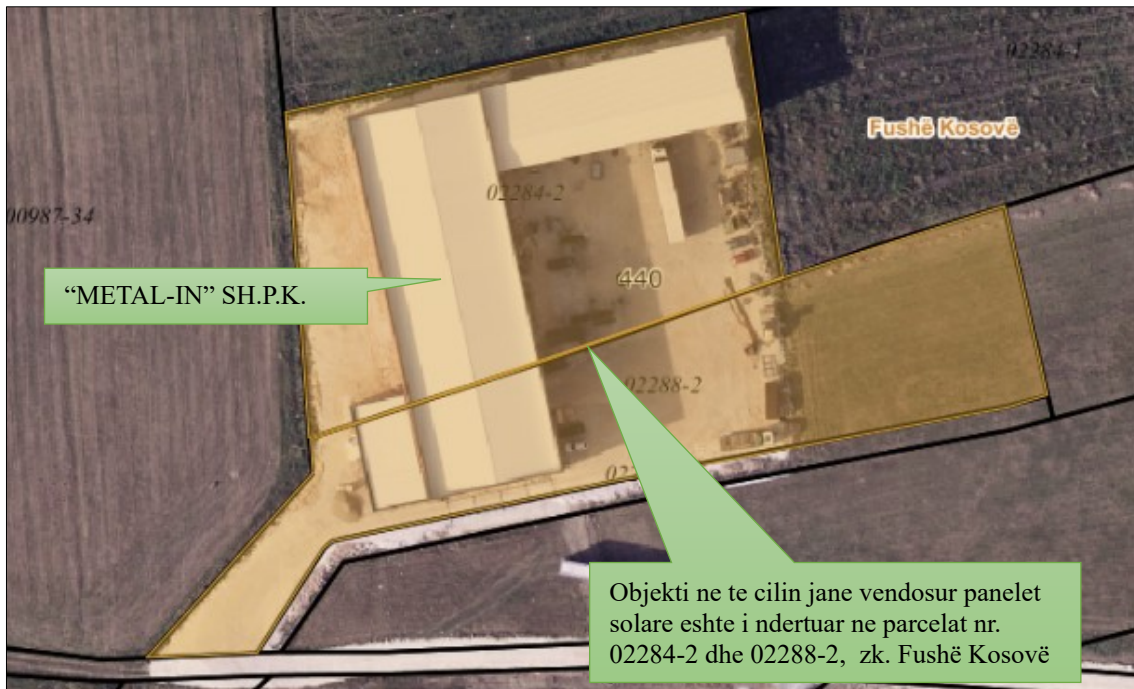 02284-1
Fushë Kosovë
02284-2
00987-34
440
“METAL-IN” SH.P.K.
02288-2
Objekti ne te cilin jane vendosur panelet
solare eshte i ndertuar ne parcelat nr.
02284-2 dhe 02288-2, zk. Fushë Kosovë